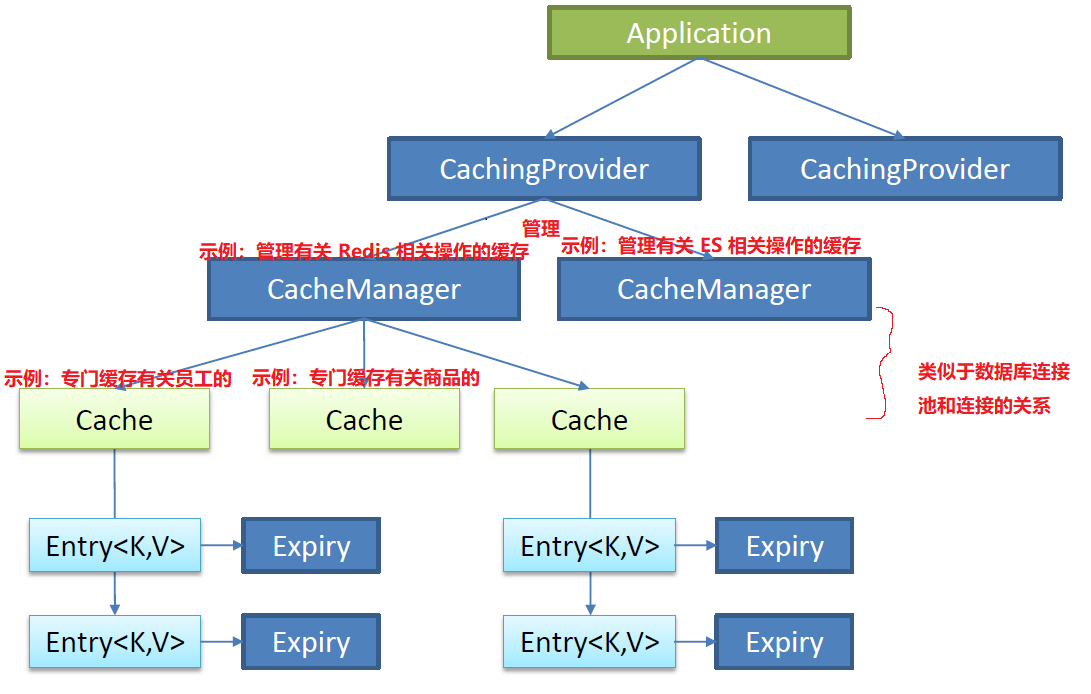 Application
CachingProvider
CachingProvider
管理
示例：管理有关 Redis 相关操作的缓存
示例：管理有关 ES 相关操作的缓存
CacheManager
CacheManager
类似于数据库连接
池和连接的关系
示例：专门缓存有关员工的
示例：专门缓存有关商品的
Cache
Cache
Cache
Entry<K,V>
Expiry
Entry<K,V>
Expiry
Entry<K,V>
Expiry
Entry<K,V>
Expiry